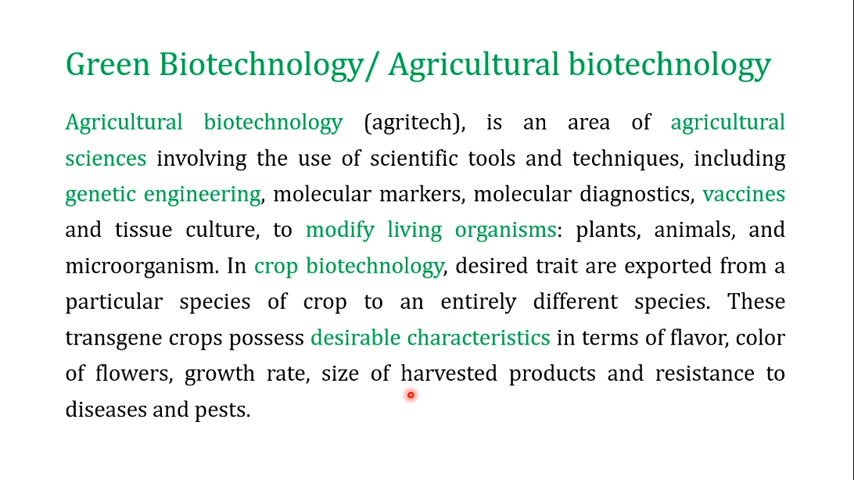 Green Biotechnology/ Agricultural biotechnology
Agricultural biotechnology (agritech), is an area of agricultural
sciences involving the use of scientific tools and techniques, including
genetic engineering, molecular markers, molecular diagnostics, vaccines
and tissue culture, to modify living organisms: plants, animals, and
microorganism. In crop biotechnology, desired trait are exported from a
particular species of crop to an entirely different species. These
transgene crops possess desirable characteristics in terms of flavor, color
of flowers, growth rate, size of harvested products and resistance to
diseases and pests.